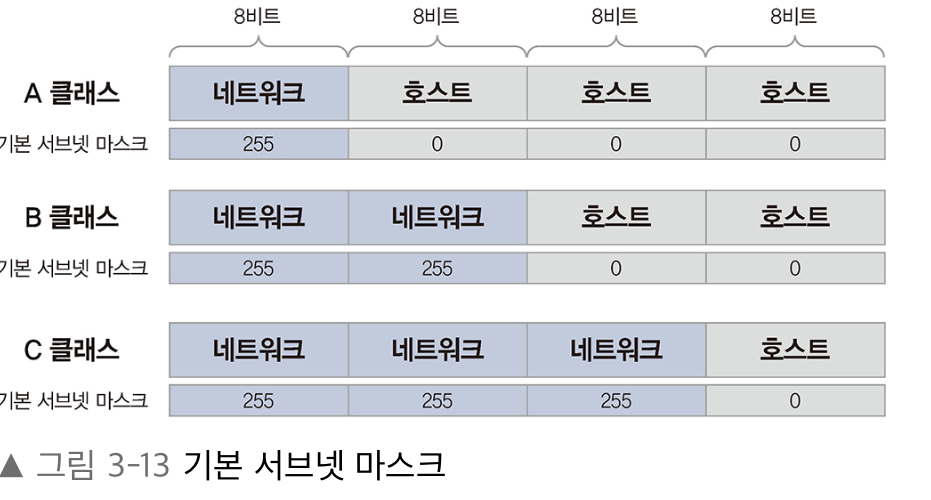 8비트 8비트 8비트 8비트
A 클래스 네트워크 호스트 호스트 호스트
기본 서브넷 마스크 255 0 0 0
B 클래스 네트워크 네트워크 호스트 호스트
기본 서브넷 마스크 255 255 0 0
C 클래스 네트워크 네트워크 네트워크 호스트
기본 서브넷 마스크 255 255 255 0
▲ 그림 3-13 기본 서브넷 마스크